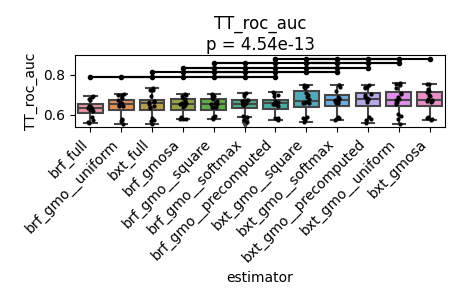 TT_roc_auc
p = 4.54e-13
TT_roc_auc
0.8
0.6
brf_full
brf_gmo__uniform
bxt_full
brf_gmosa
brf_gmo__square
brf_gmo__softmax
brf_gmo__precomputed
bxt_gmo__square
bxt_gmo__softmax
bxt_gmo__precomputed
bxt_gmo__uniform
bxt_gmosa
estimator